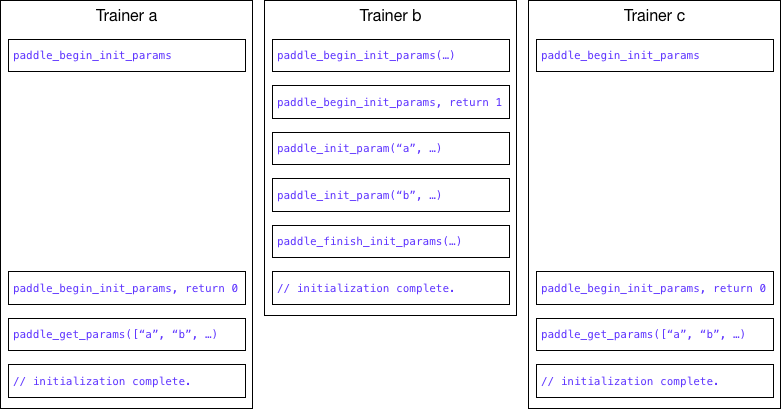 Trainer a
paddle_begin_init_params
paddle_begin_init_params, return 0
paddle_get_params([“a”, “b”, …)
// initialization complete.
Trainer b
paddle_begin_init_params(…)
paddle_begin_init_params, return 1
paddle_init_param(“a”, …)
paddle_init_param(“b”, …)
paddle_finish_init_params(…)
// initialization complete.
Trainer c
paddle_begin_init_params
paddle_begin_init_params, return 0
paddle_get_params([“a”, “b”, …)
// initialization complete.